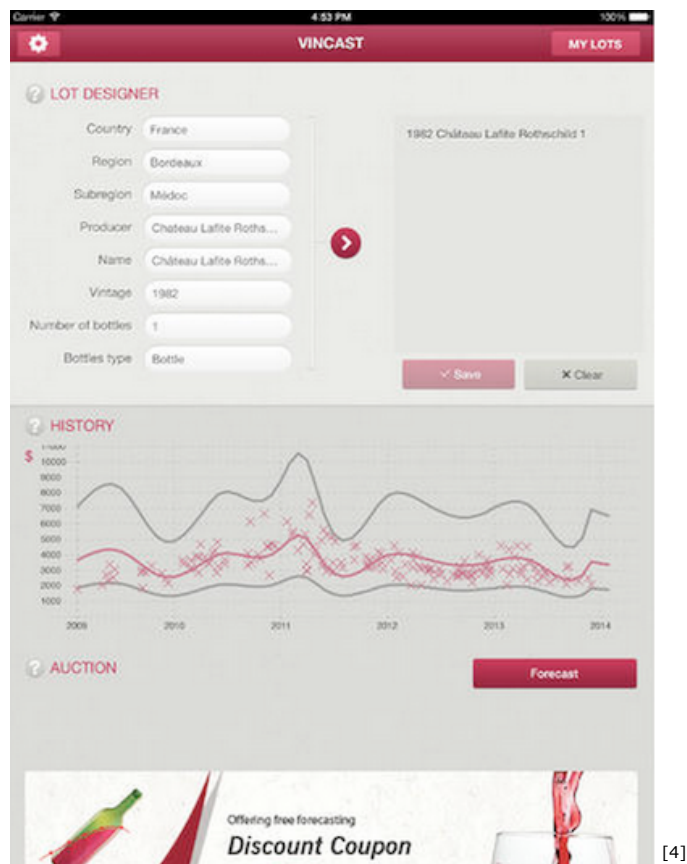 Carrier 4:53 PM 100%
VINCAST
MY LOTS
? LOT DESIGNER
Country France
Region Bordeaux
Subregion Médoc
Producer Chateau Lafite Roths...
Name Château Lafite Roths...
Vintage 1982
Number of bottles 1
Bottles type Bottle
1982 Château Lafite Rothschild 1
✓ Save
✕ Clear
? HISTORY
$
11000
10000
9000
8000
7000
6000
5000
4000
3000
2000
1000
2009 2010 2011 2012 2013 2014
? AUCTION
Forecast
Offering free forecasting
Discount Coupon
[4]